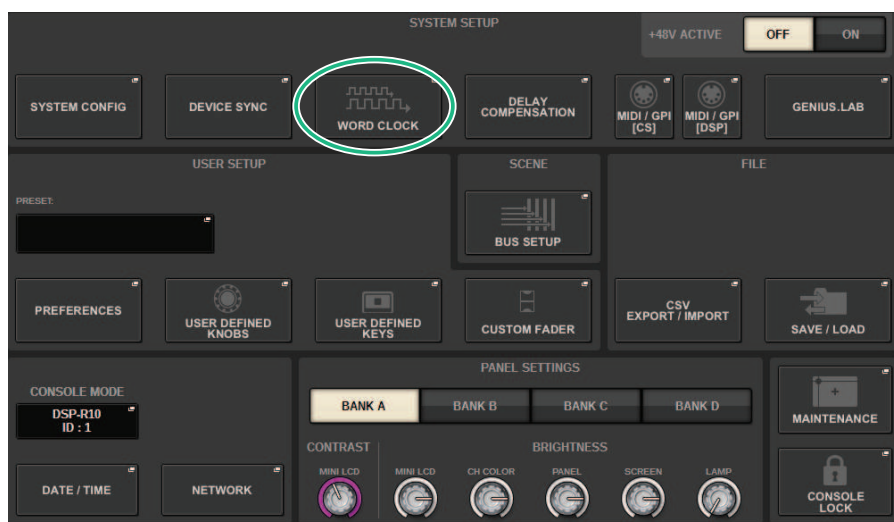 SYSTEM SETUP
+48V ACTIVE
OFF
ON
SYSTEM CONFIG
DEVICE SYNC
WORD CLOCK
DELAY
COMPENSATION
MIDI / GPI
[CS]
MIDI / GPI
[DSP]
GENIUS.LAB
USER SETUP
SCENE
FILE
PRESET:
BUS SETUP
PREFERENCES
USER DEFINED
KNOBS
USER DEFINED
KEYS
CUSTOM FADER
CSV
EXPORT / IMPORT
SAVE / LOAD
CONSOLE MODE
DSP-R10
ID : 1
PANEL SETTINGS
BANK A
BANK B
BANK C
BANK D
MAINTENANCE
CONTRAST
BRIGHTNESS
MINI LCD
MINI LCD
CH COLOR
PANEL
SCREEN
LAMP
DATE / TIME
NETWORK
CONSOLE
LOCK